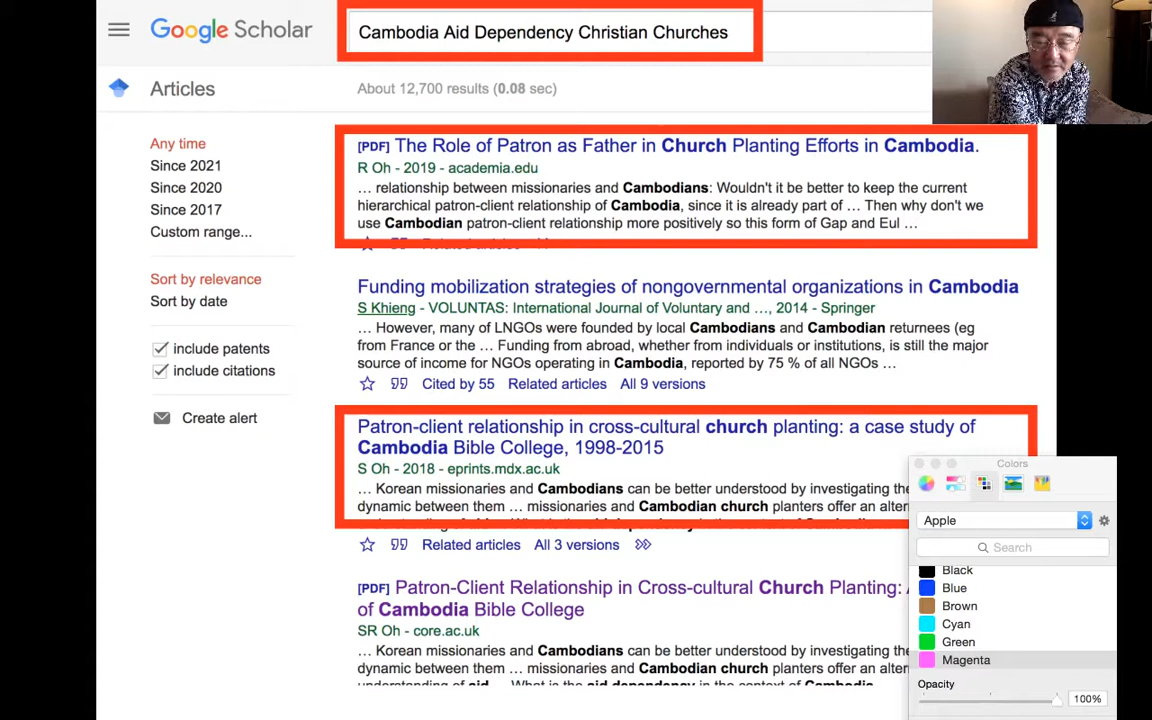 Google Scholar
Cambodia Aid Dependency Christian Churches
Articles
About 12,700 results (0.08 sec)
Any time
Since 2021
Since 2020
Since 2017
Custom range...
Sort by relevance
Sort by date
include patents
include citations
Create alert
[PDF] The Role of Patron as Father in Church Planting Efforts in Cambodia.
R Oh - 2019 - academia.edu
... relationship between missionaries and Cambodians: Wouldn't it be better to keep the current
hierarchical patron-client relationship of Cambodia, since it is already part of ... Then why don't we
use Cambodian patron-client relationship more positively so this form of Gap and Eul ...
Funding mobilization strategies of nongovernmental organizations in Cambodia
S Khieng - VOLUNTAS: International Journal of Voluntary and ..., 2014 - Springer
... However, many of LNGOs were founded by local Cambodians and Cambodian returnees (eg
from France or the ... Funding from abroad, whether from individuals or institutions, is still the major
source of income for NGOs operating in Cambodia, reported by 75 % of all NGOs ...
Cited by 55 Related articles All 9 versions
Patron-client relationship in cross-cultural church planting: a case study of
Cambodia Bible College, 1998-2015
S Oh - 2018 - eprints.mdx.ac.uk
... Korean missionaries and Cambodians can be better understood by investigating the
dynamic between them ... missionaries and Cambodian church planters offer an alter
Related articles All 3 versions
[PDF] Patron-Client Relationship in Cross-cultural Church Planting:
of Cambodia Bible College
SR Oh - core.ac.uk
... Korean missionaries and Cambodians can be better understood by investigating the
dynamic between them ... missionaries and Cambodian church planters offer an alter
understanding of aid ... What is the aid dependency in the context of Cambodia
Colors
Apple
Search
Black
Blue
Brown
Cyan
Green
Magenta
Opacity
100%